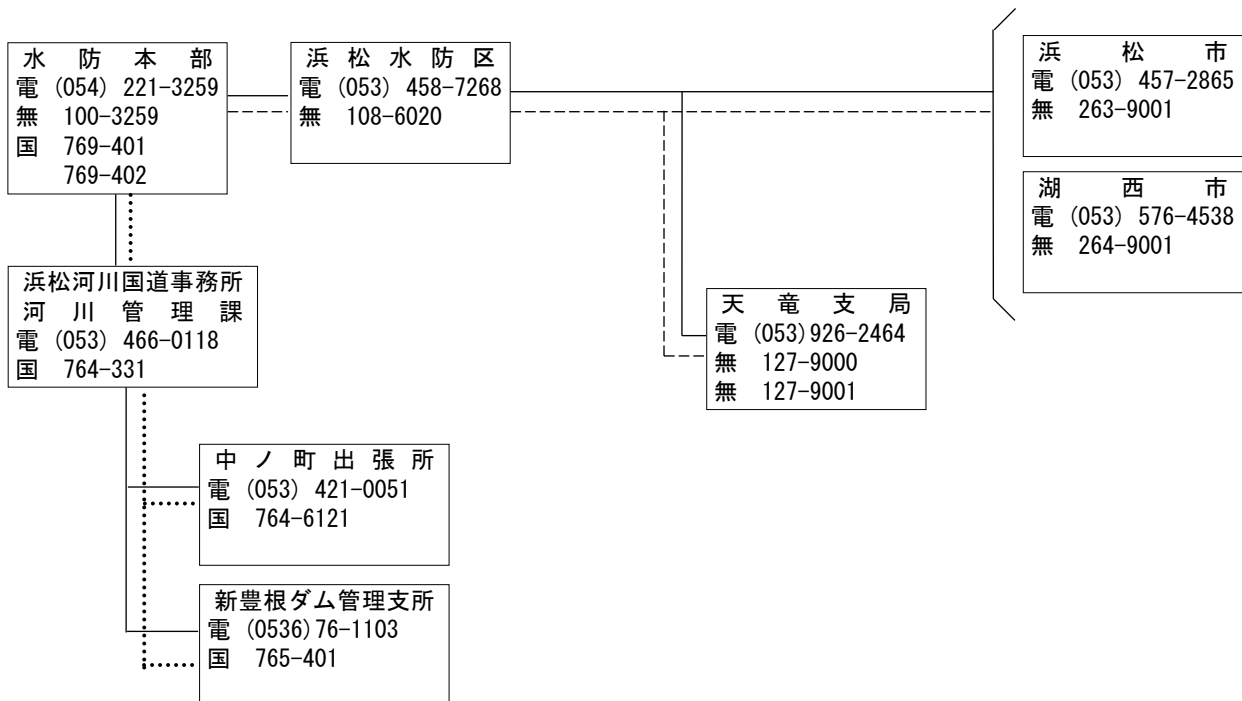 水防本部
電 (054) 221-3259
無 100-3259
国 769-401
769-402
浜松水防区
電 (053) 458-7268
無 108-6020
浜松市
電 (053) 457-2865
無 263-9001
湖西市
電 (053) 576-4538
無 264-9001
浜松河川国道事務所
河川管理課
電 (053) 466-0118
国 764-331
天竜支局
電 (053)926-2464
無 127-9000
無 127-9001
中ノ町出張所
電 (053) 421-0051
国 764-6121
新豊根ダム管理支所
電 (0536)76-1103
国 765-401